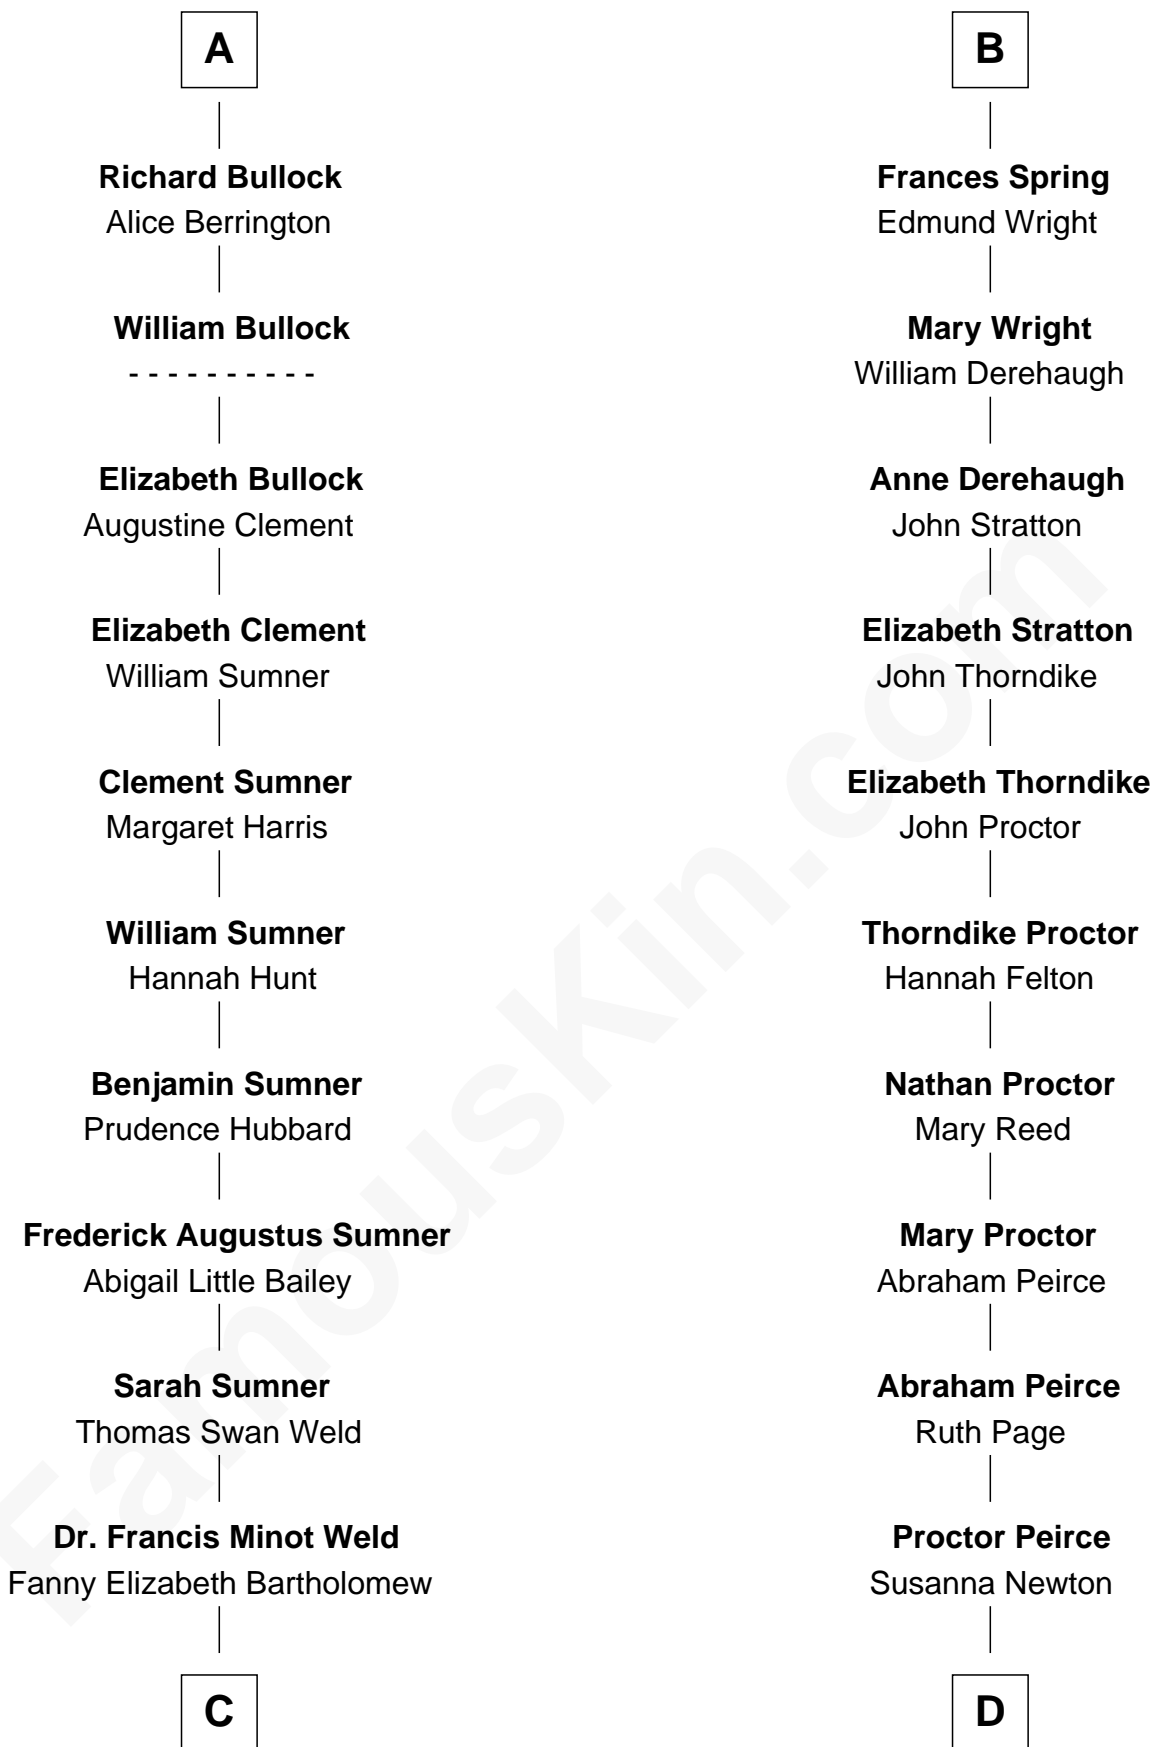 A
Richard Bullock
Alice Berrington
William Bullock
- - - - - - - - - -
Elizabeth Bullock
Augustine Clement
Elizabeth Clement
William Sumner
Clement Sumner
Margaret Harris
William Sumner
Hannah Hunt
Benjamin Sumner
Prudence Hubbard
Frederick Augustus Sumner
Abigail Little Bailey
Sarah Sumner
Thomas Swan Weld
Dr. Francis Minot Weld
Fanny Elizabeth Bartholomew
C
B
Frances Spring
Edmund Wright
Mary Wright
William Derehaugh
Anne Derehaugh
John Stratton
Elizabeth Stratton
John Thorndike
Elizabeth Thorndike
John Proctor
Thorndike Proctor
Hannah Felton
Nathan Proctor
Mary Reed
Mary Proctor
Abraham Peirce
Abraham Peirce
Ruth Page
Proctor Peirce
Susanna Newton
D
FamousKin.com